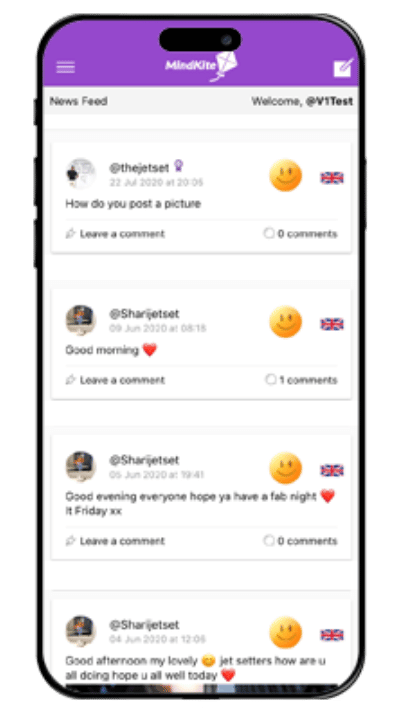 MindKite
News Feed
Welcome, @V1Test
@thejetset
22 Jul 2020 at 20:05
How do you post a picture
Leave a comment
0 comments
@Sharijetset
09 Jun 2020 at 08:15
Good morning ❤️
Leave a comment
1 comments
@Sharijetset
05 Jun 2020 at 19:41
Good evening everyone hope ya have a fab night ❤️
It Friday xx
Leave a comment
0 comments
@Sharijetset
04 Jun 2020 at 12:06
Good afternoon my lovely 😊 jet setters how are u
all doing hope u all well today ❤️